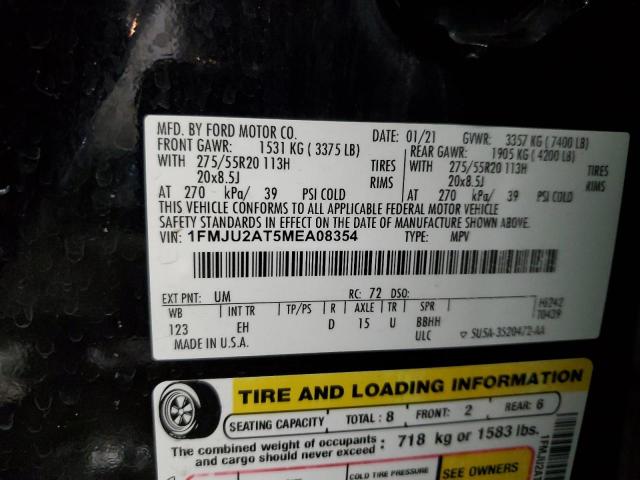 MFD. BY FORD MOTOR CO. DATE: 01/21 GVWR: 3357 KG ( 7400 LB)
FRONT GAWR: 1531 KG ( 3375 LB) REAR GAWR: 1905 KG ( 4200 LB)
WITH 275/55R20 113H TIRES WITH 275/55R20 113H TIRES
20x8.5J RIMS 20x8.5J RIMS
AT 270 kPa/ 39 PSI COLD AT 270 kPa/ 39 PSI COLD
THIS VEHICLE CONFORMS TO ALL APPLICABLE FEDERAL MOTOR VEHICLE
SAFETY STANDARDS IN EFFECT ON THE DATE OF MANUFACTURE SHOWN ABOVE.
VIN: 1FMJU2AT5MEA08354 TYPE: MPV
EXT PNT: UM RC: 72 DSO:
WB INT TR TP/PS R AXLE TR SPR
123 EH D 15 U BBHH
ULC
H6242
T0439
MADE IN U.S.A.
SU5A-3520472-AA
TIRE AND LOADING INFORMATION
SEATING CAPACITY TOTAL : 8 FRONT: 2 REAR: 6
The combined weight of occupants and cargo should never exceed : 718 kg or 1583 lbs.
COLD TIRE PRESSURE
SEE OWNERS